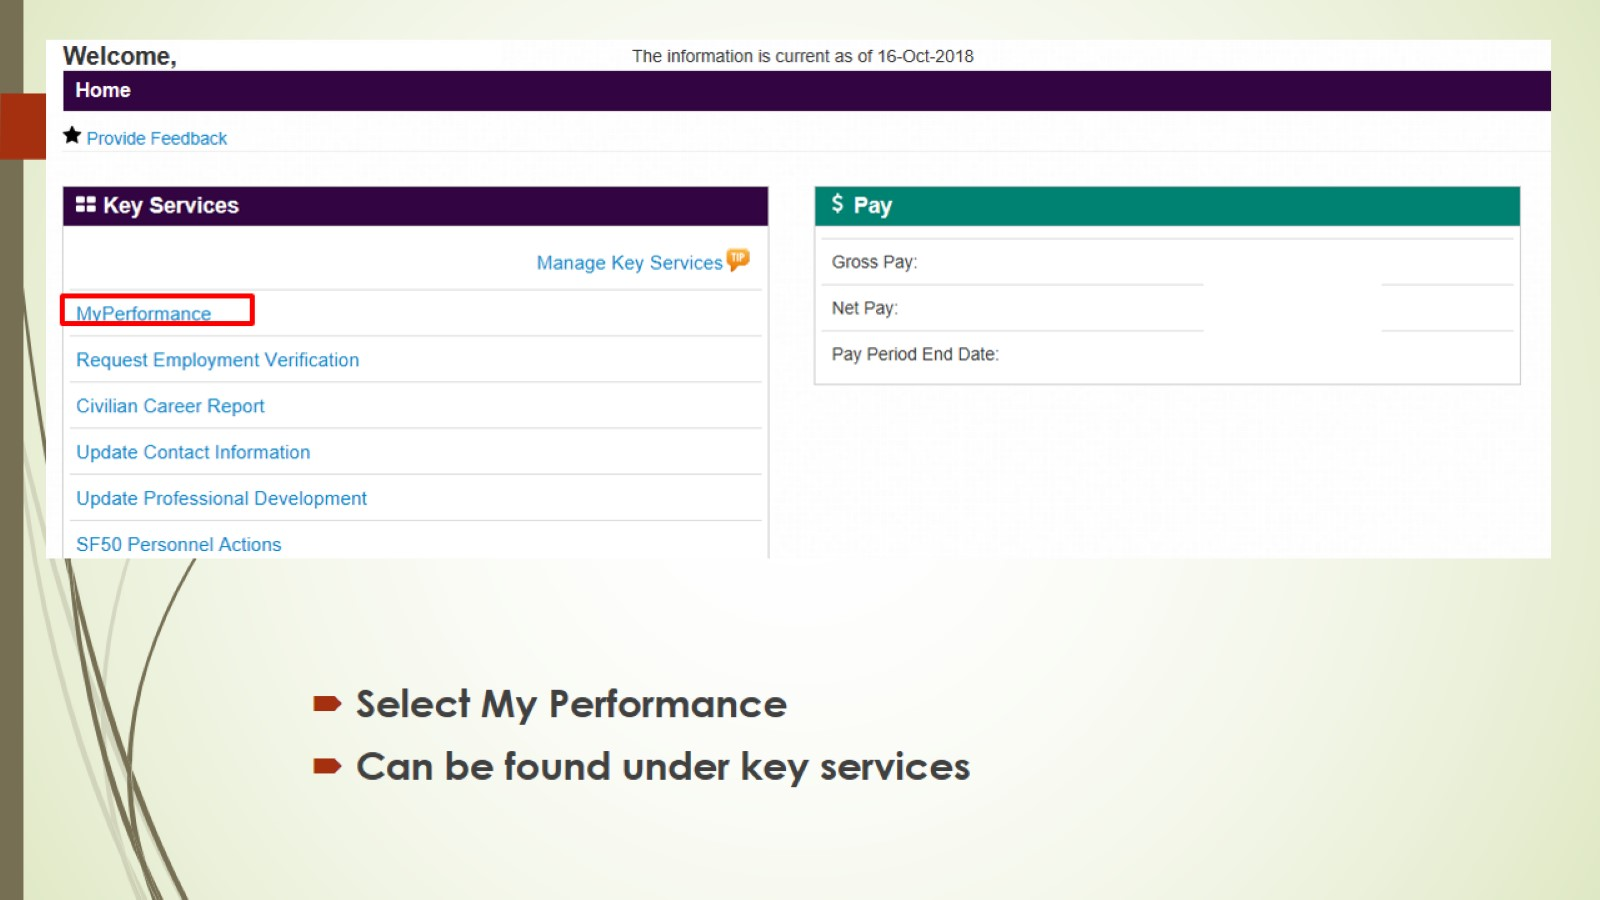 Welcome,
The information is current as of 16-Oct-2018
Home
Provide Feedback
Key Services
Manage Key Services TIP
MyPerformance
Request Employment Verification
Civilian Career Report
Update Contact Information
Update Professional Development
SF50 Personnel Actions
$ Pay
Gross Pay:
Net Pay:
Pay Period End Date:
Select My Performance
Can be found under key services